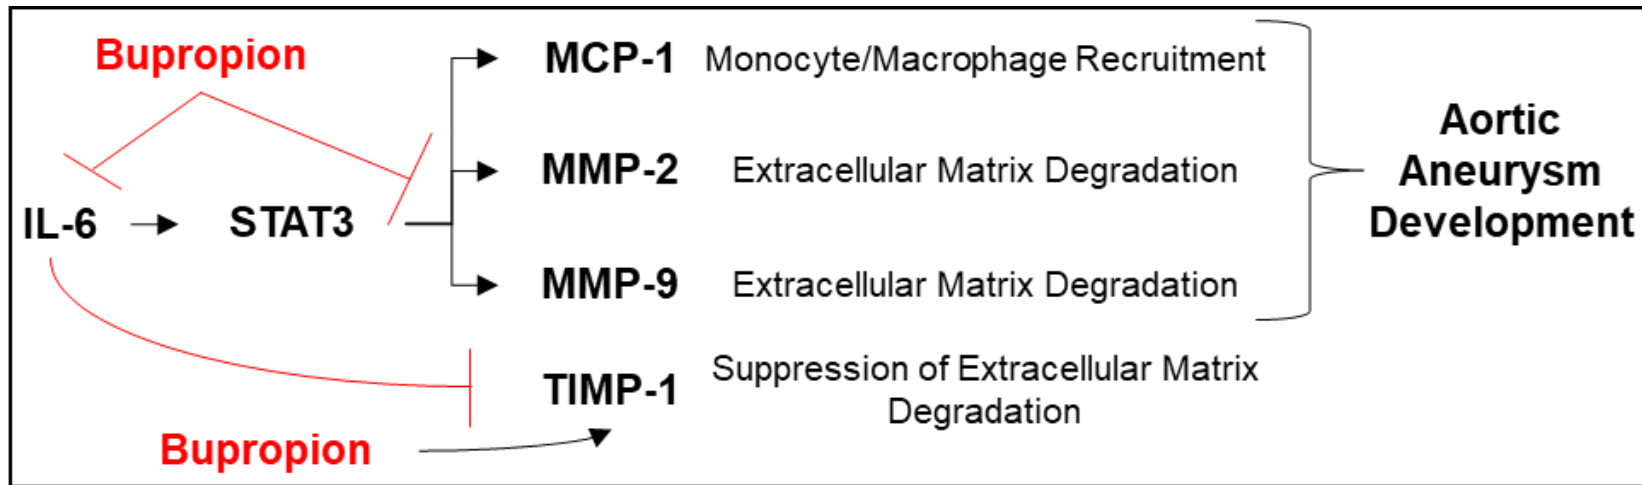 Bupropion
MCP-1 Monocyte/Macrophage Recruitment
MMP-2 Extracellular Matrix Degradation
IL-6 STAT3
MMP-9 Extracellular Matrix Degradation
Aortic
Aneurysm
Development
TIMP-1 Suppression of Extracellular Matrix
Degradation
Bupropion